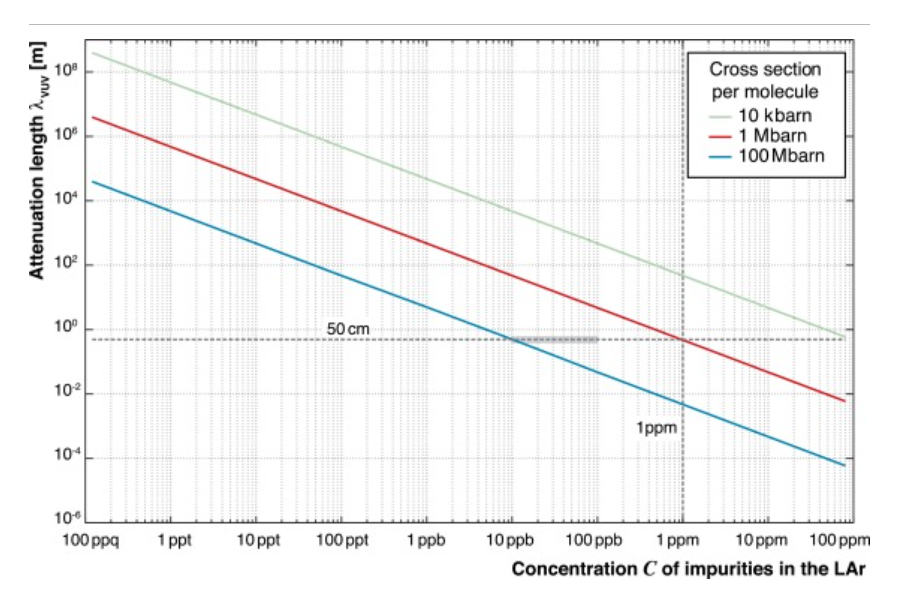 Attenuation length λvuv [m]
10⁸
10⁶
10⁴
10²
10⁰
10⁻²
10⁻⁴
10⁻⁶
Cross section
per molecule
10 kbarn
1 Mbarn
100 Mbarn
50 cm
1ppm
100 ppq 1 ppt 10 ppt 100 ppt 1 ppb 10 ppb 100 ppb 1 ppm 10 ppm 100 ppm
Concentration C of impurities in the LAr